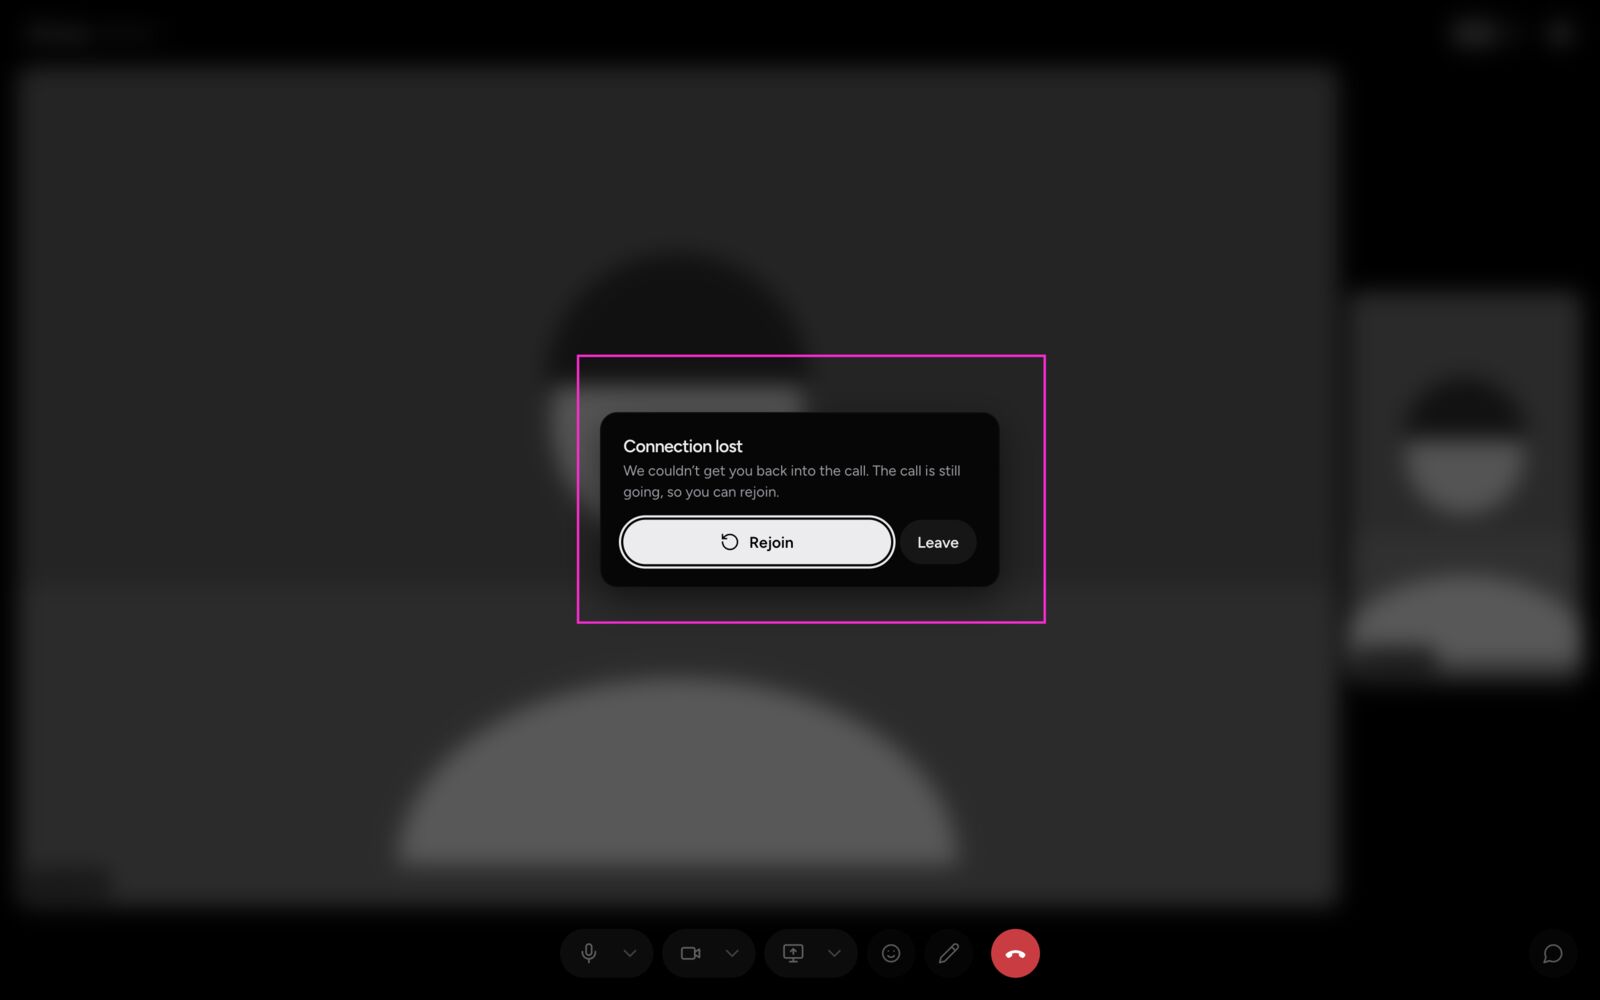 Connection lost
We couldn’t get you back into the call. The call is still
going, so you can rejoin.
Rejoin
Leave